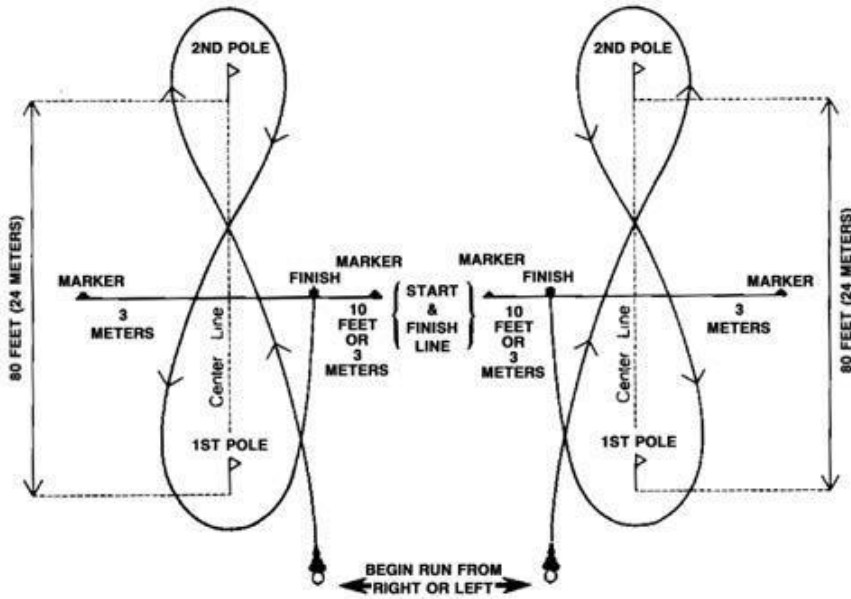 2ND POLE
80 FEET (24 METERS)
MARKER
3
METERS
FINISH
MARKER
10
FEET
OR
3
METERS
Center Line
1ST POLE
START
&
FINISH
LINE
2ND POLE
MARKER
FINISH
10
FEET
OR 3
METERS
MARKER
3
METERS
Center Line
1ST POLE
80 FEET (24 METERS)
BEGIN RUN FROM
RIGHT OR LEFT